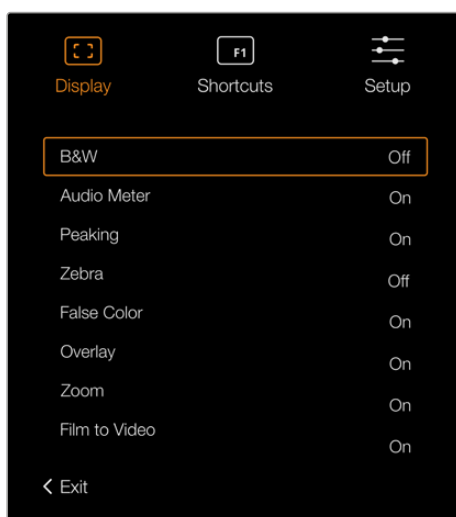 F1
Display Shortcuts Setup
B&W Off
Audio Meter On
Peaking On
Zebra Off
False Color On
Overlay On
Zoom On
Film to Video On
Exit